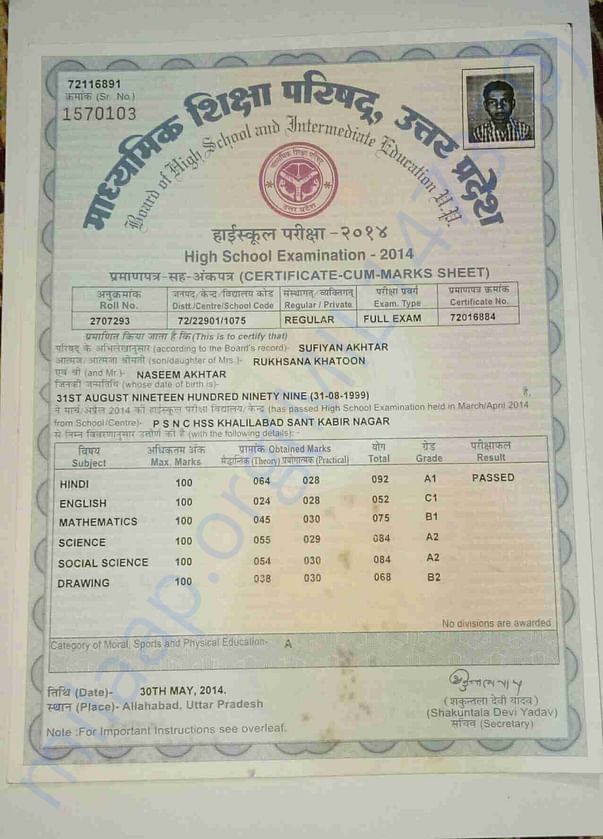 72116891
क्रमांक (Sr. No.)
1570103
माध्यमिक शिक्षा परिषद्, उत्तर प्रदेश
Board of High School and Intermediate Education U.P.
हाईस्कूल परीक्षा -२०१४
High School Examination - 2014
प्रमाणपत्र-सह-अंकपत्र (CERTIFICATE-CUM-MARKS SHEET)
अनुक्रमांक जनपद/केन्द्र/विद्यालय कोड संस्थागत/व्यक्तिगत परीक्षा प्रवर्ग प्रमाणपत्र क्रमांक
Roll No. Distt./Centre/School Code Regular / Private Exam. Type Certificate No.
2707293 72/22901/1075 REGULAR FULL EXAM 72016884
प्रमाणित किया जाता है कि (This is to certify that)
परिषद् के अभिलेखानुसार (according to the Board's record)- SUFIYAN AKHTAR
आत्मज/आत्मजा श्रीमती (son/daughter of Mrs.)- RUKHSANA KHATOON
एवं श्री (and Mr.)- NASEEM AKHTAR
जिनकी जन्मतिथि (whose date of birth is)-
31ST AUGUST NINETEEN HUNDRED NINETY NINE (31-08-1999) है,
ने मार्च/अप्रैल 2014 की हाईस्कूल परीक्षा विद्यालय/केन्द्र (has passed High School Examination held in March/April 2014
from School/Centre)- P S N C HSS KHALILABAD SANT KABIR NAGAR
से निम्न विवरणानुसार उत्तीर्ण की है (with the following details):-
विषय अधिकतम अंक प्राप्तांक Obtained Marks योग ग्रेड परीक्षाफल
Subject Max. Marks सैद्धान्तिक (Theory) प्रयोगात्मक (Practical) Total Grade Result
HINDI 100 064 028 092 A1 PASSED
ENGLISH 100 024 028 052 C1
MATHEMATICS 100 045 030 075 B1
SCIENCE 100 055 029 084 A2
SOCIAL SCIENCE 100 054 030 084 A2
DRAWING 100 038 030 068 B2
No divisions are awarded
Category of Moral, Sports and Physical Education- A
तिथि (Date)- 30TH MAY, 2014.
स्थान (Place)- Allahabad, Uttar Pradesh
(शकुन्तला देवी यादव)
(Shakuntala Devi Yadav)
सचिव (Secretary)
Note :For Important Instructions see overleaf.